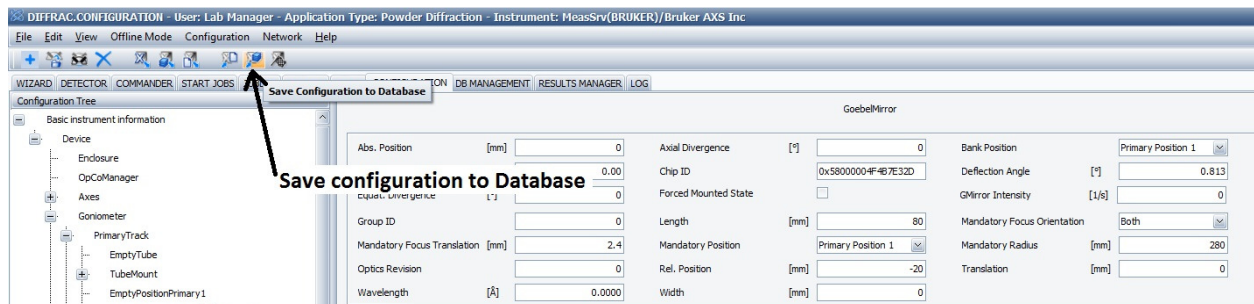 DIFFRAC.CONFIGURATION - User: Lab Manager - Application Type: Powder Diffraction - Instrument: MeasSrv(BRUKER)/Bruker AXS Inc
File Edit View Offline Mode Configuration Network Help
WIZARD DETECTOR COMMANDER START JOBS DB MANAGEMENT RESULTS MANAGER LOG
Save Configuration to Database
Configuration Tree
GoebelMirror
Basic instrument information
Device
Enclosure
OpCoManager
Axes
Goniometer
PrimaryTrack
EmptyTube
TubeMount
EmptyPositionPrimary1
Save configuration to Database
Abs. Position [mm] 0 Axial Divergence [°] 0 Bank Position Primary Position 1
0.00 Chip ID 0x58000004F4B7E32D Deflection Angle [°] 0.813
Equat. Divergence [°] 0 Forced Mounted State GMirror Intensity [1/s] 0
Group ID 0 Length [mm] 80 Mandatory Focus Orientation Both
Mandatory Focus Translation [mm] 2.4 Mandatory Position Primary Position 1 Mandatory Radius [mm] 280
Optics Revision 0 Rel. Position [mm] -20 Translation [mm] 0
Wavelength [Å] 0.0000 Width [mm] 0